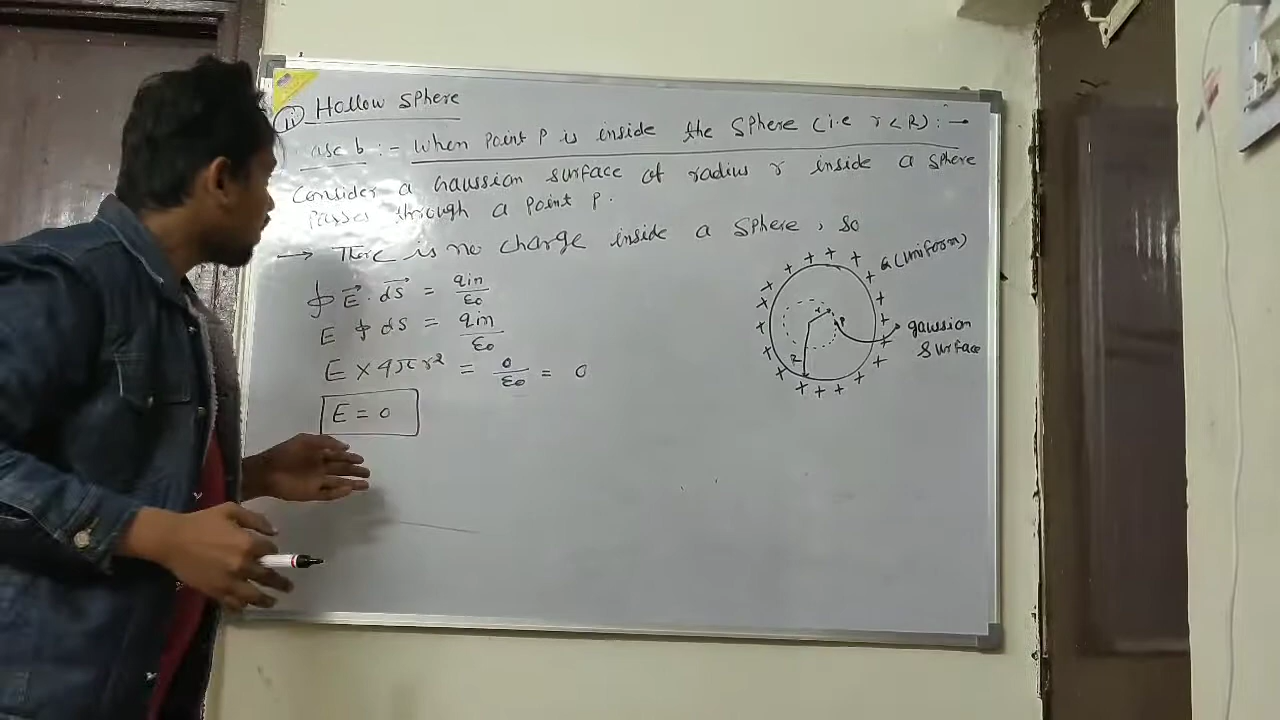 (ii) Hollow Sphere
ase b : - When Point P is inside the Sphere (i.e r < R) : -
Consider a Gaussian surface of radius r inside a sphere
Passes through a point P.
→ There is no charge inside a sphere, so
∮ E⃗ . ds⃗ = qin/ε0
E ∮ ds = qin/ε0
E × 4πr² = 0/ε0 = 0
E = 0
Q (Uniform)
r
P
R
gaussion
surface